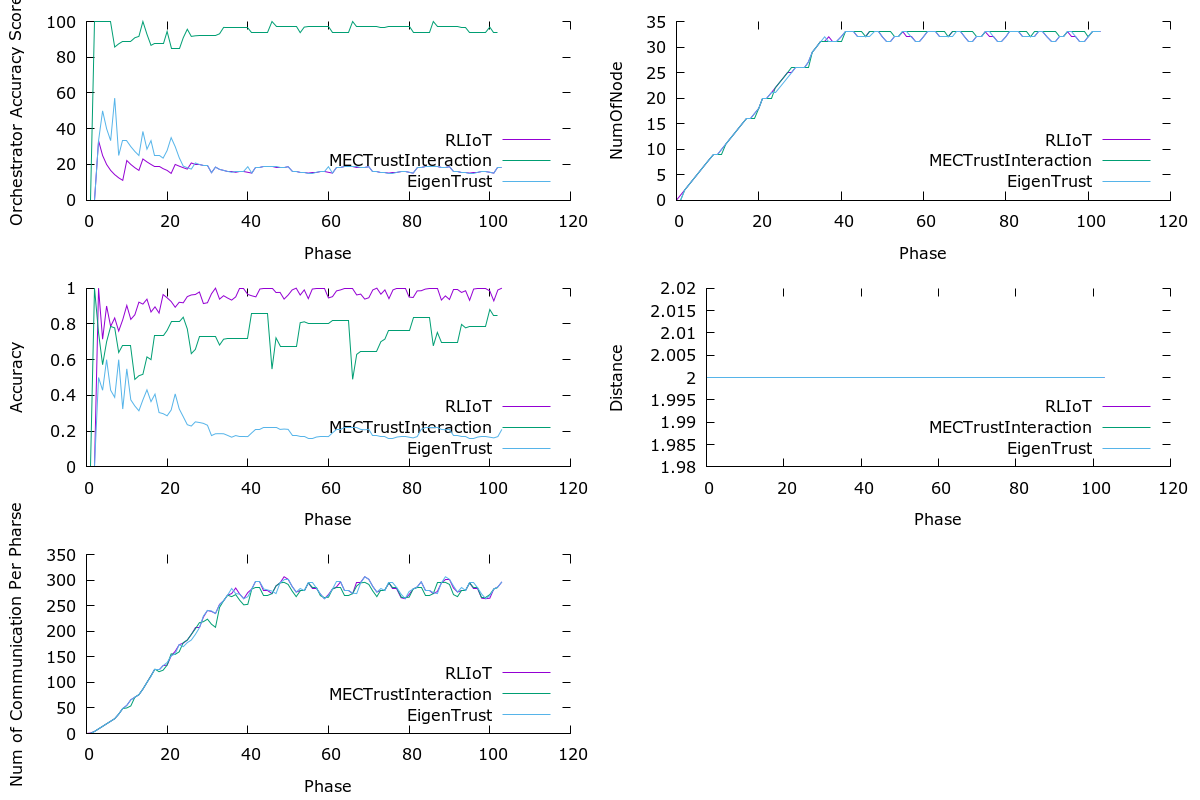 Orchestrator Accuracy Score
100
80
60
40
20
0
RLIoT
MECTrustInteraction
EigenTrust
0 20 40 60 80 100 120
Phase
NumOfNode
35
30
25
20
15
10
5
0
RLIoT
MECTrustInteraction
EigenTrust
0 20 40 60 80 100 120
Phase
Accuracy
1
0.8
0.6
0.4
0.2
0
RLIoT
MECTrustInteraction
EigenTrust
0 20 40 60 80 100 120
Phase
Distance
2.02
2.015
2.01
2.005
2
1.995
1.99
1.985
1.98
RLIoT
MECTrustInteraction
EigenTrust
0 20 40 60 80 100 120
Phase
Num of Communication Per Pharse
350
300
250
200
150
100
50
0
RLIoT
MECTrustInteraction
EigenTrust
0 20 40 60 80 100 120
Phase